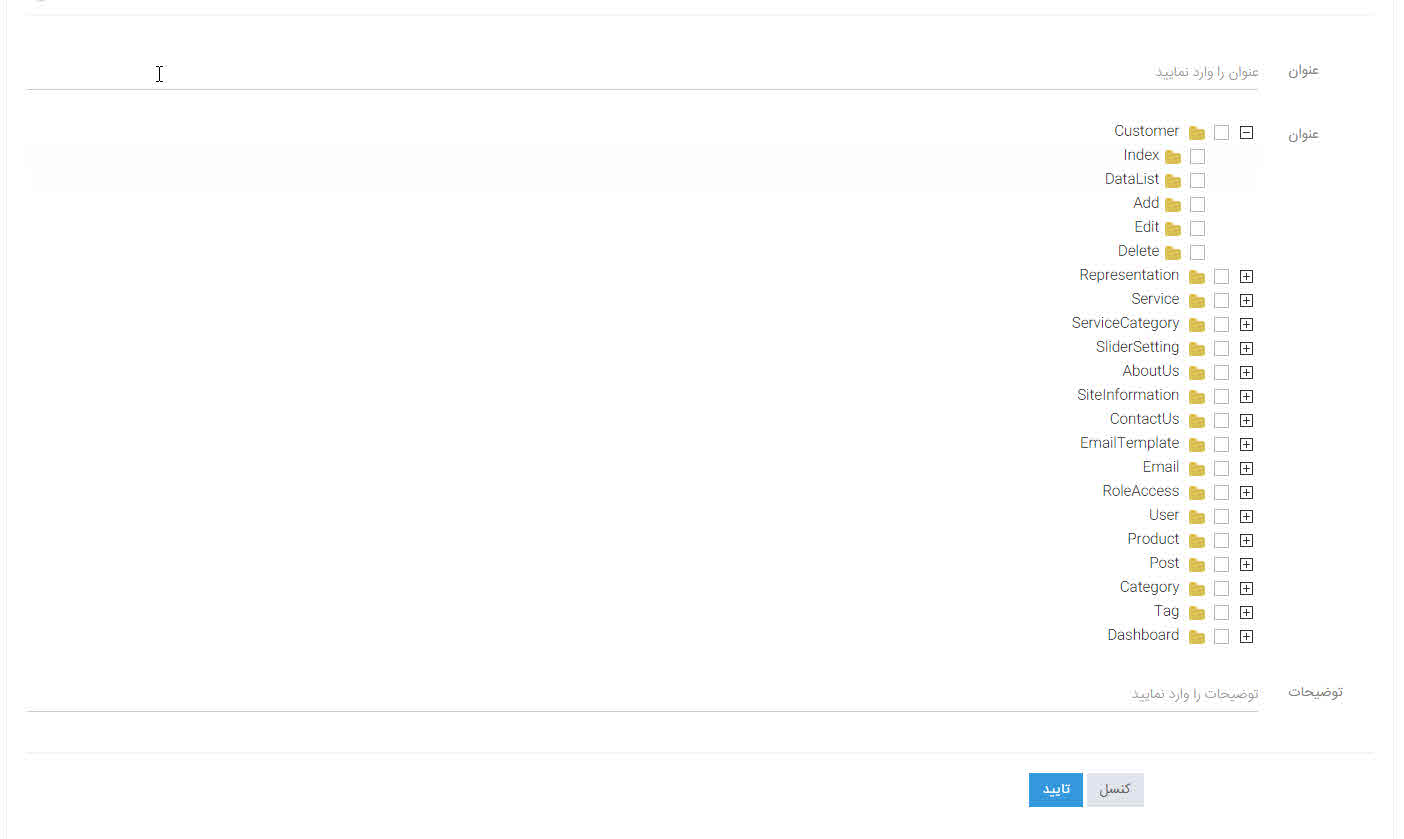 عنوان
عنوان را وارد نمایید
عنوان
Customer
Index
DataList
Add
Edit
Delete
Representation
Service
ServiceCategory
SliderSetting
AboutUs
SiteInformation
ContactUs
EmailTemplate
Email
RoleAccess
User
Product
Post
Category
Tag
Dashboard
توضیحات
توضیحات را وارد نمایید
کنسل
تایید